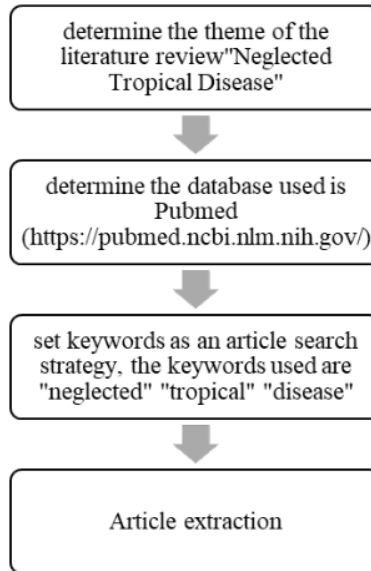 determine the theme of the
literature review"Neglected
Tropical Disease"
determine the database used is
Pubmed
(https://pubmed.ncbi.nlm.nih.gov/)
set keywords as an article search
strategy, the keywords used are
"neglected" "tropical" "disease"
Article extraction